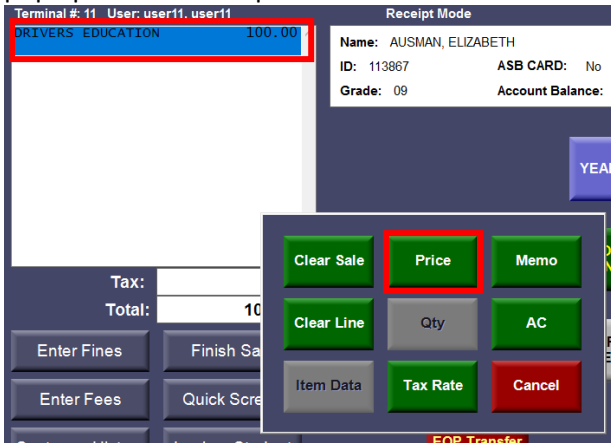 Terminal #: 11 User: user11, user11
Receipt Mode
DRIVERS EDUCATION 100.00
Name: AUSMAN, ELIZABETH
ID: 113867 ASB CARD: No
Grade: 09 Account Balance:
YEA
Clear Sale Price Memo
Tax:
Total: 10
Clear Line Qty AC
Enter Fines Finish Sa
Item Data Tax Rate Cancel
Enter Fees Quick Scre
FOP Transfer